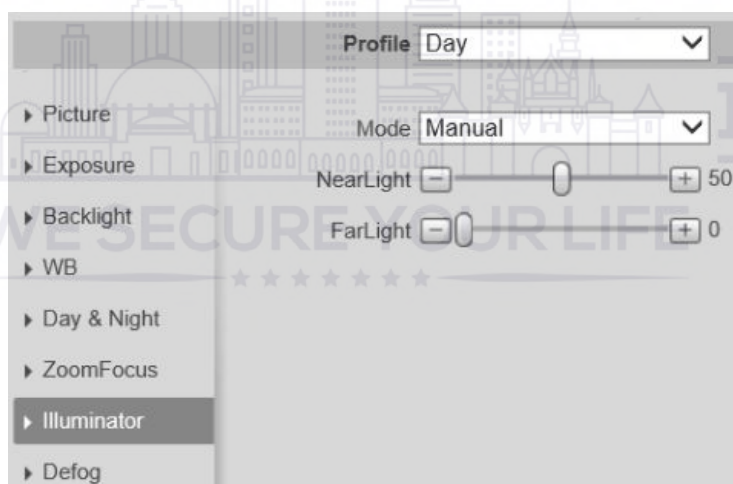 Profile Day
Picture
Mode Manual
Exposure
NearLight 50
Backlight
FarLight 0
WE SECURE YOUR LIFE
WB
Day & Night
ZoomFocus
Illuminator
Defog